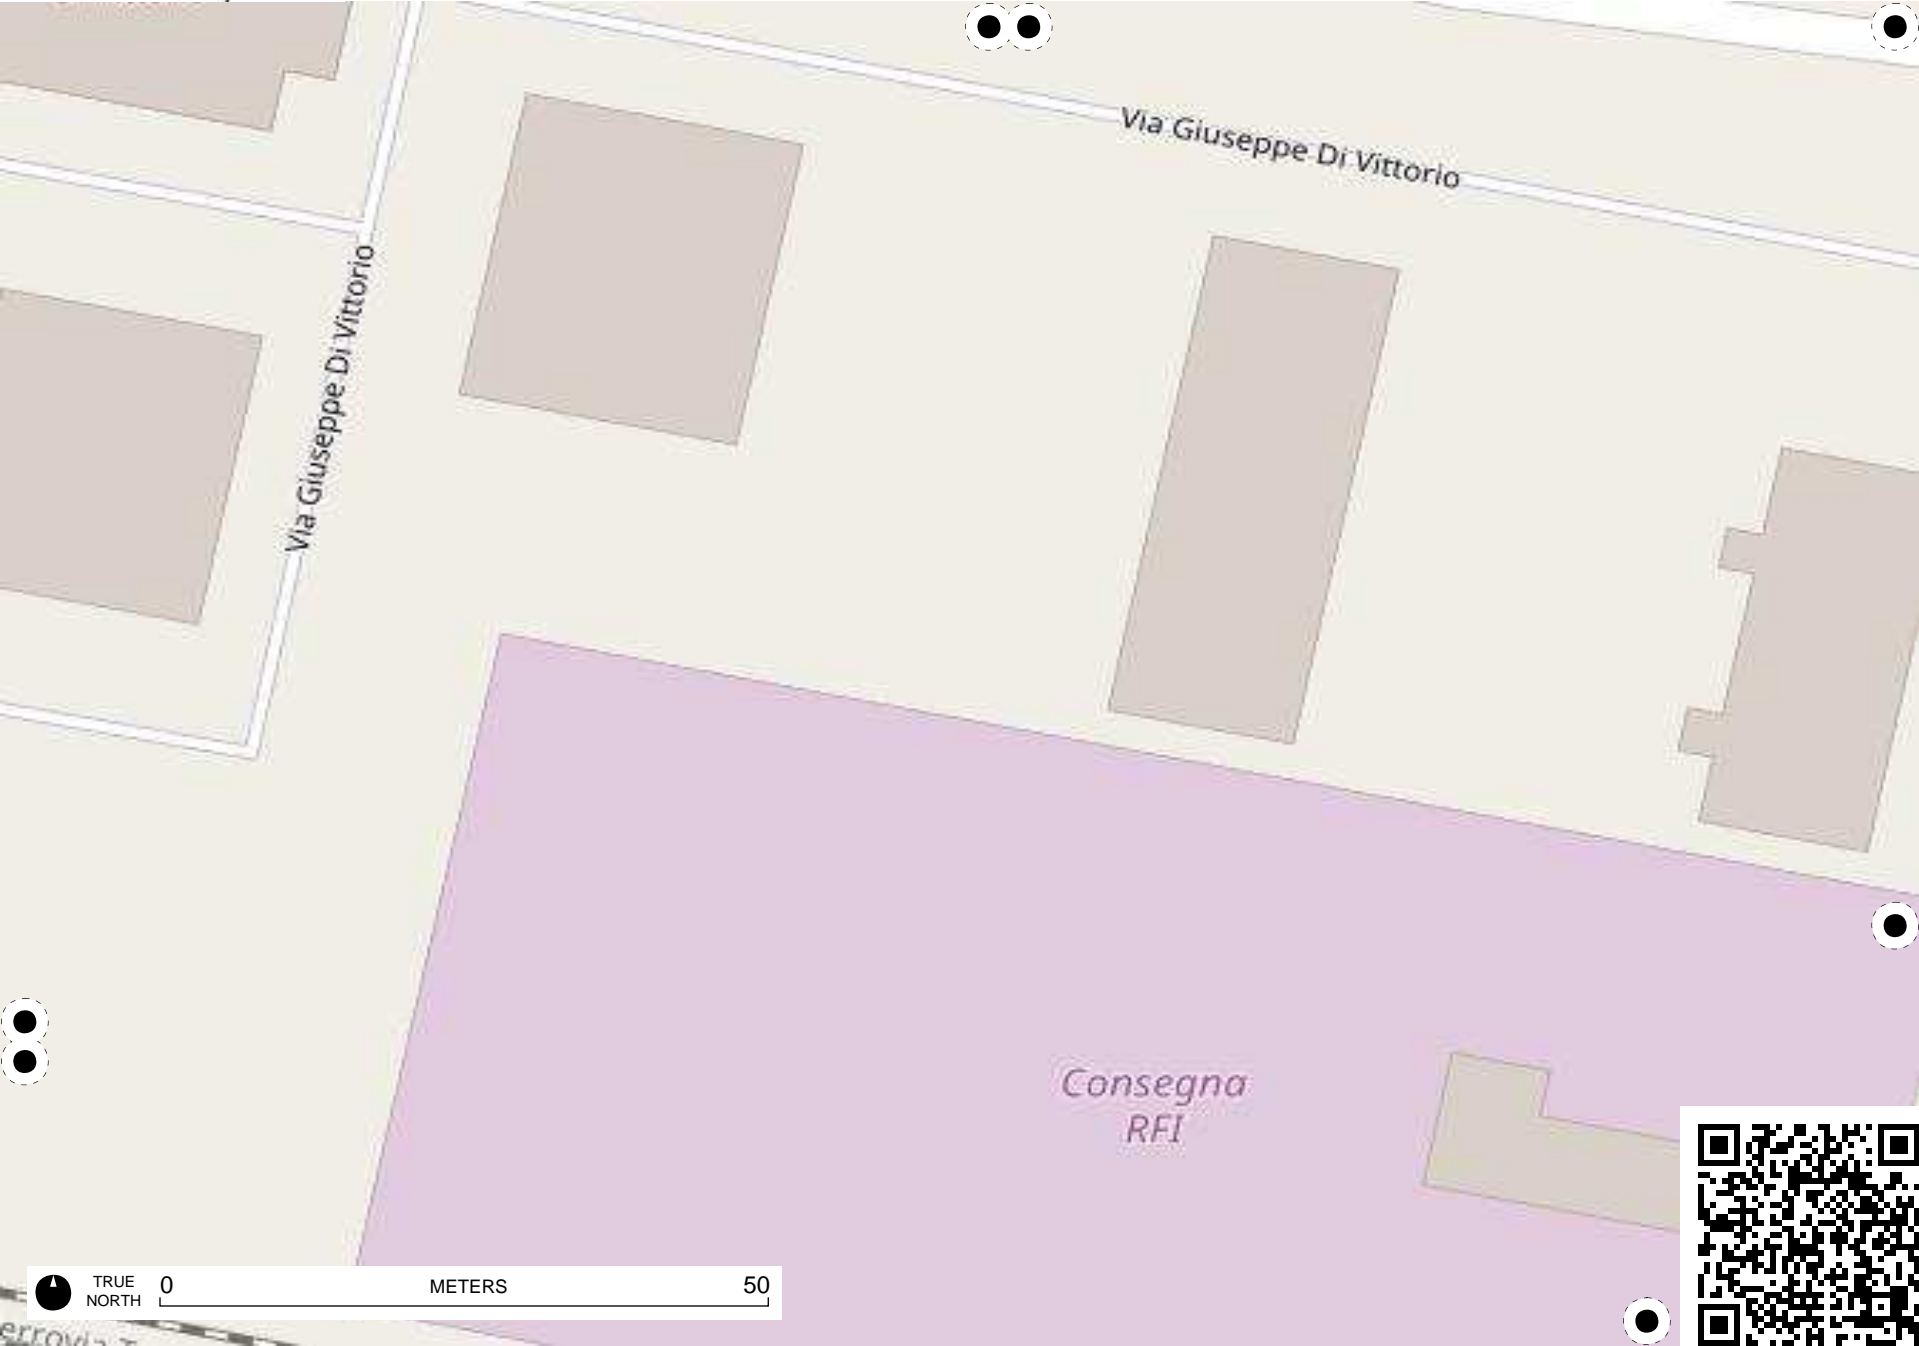 Via Giuseppe Di Vittorio
Via Giuseppe Di Vittorio
Consegna
RFI
TRUE
NORTH
0
METERS
50